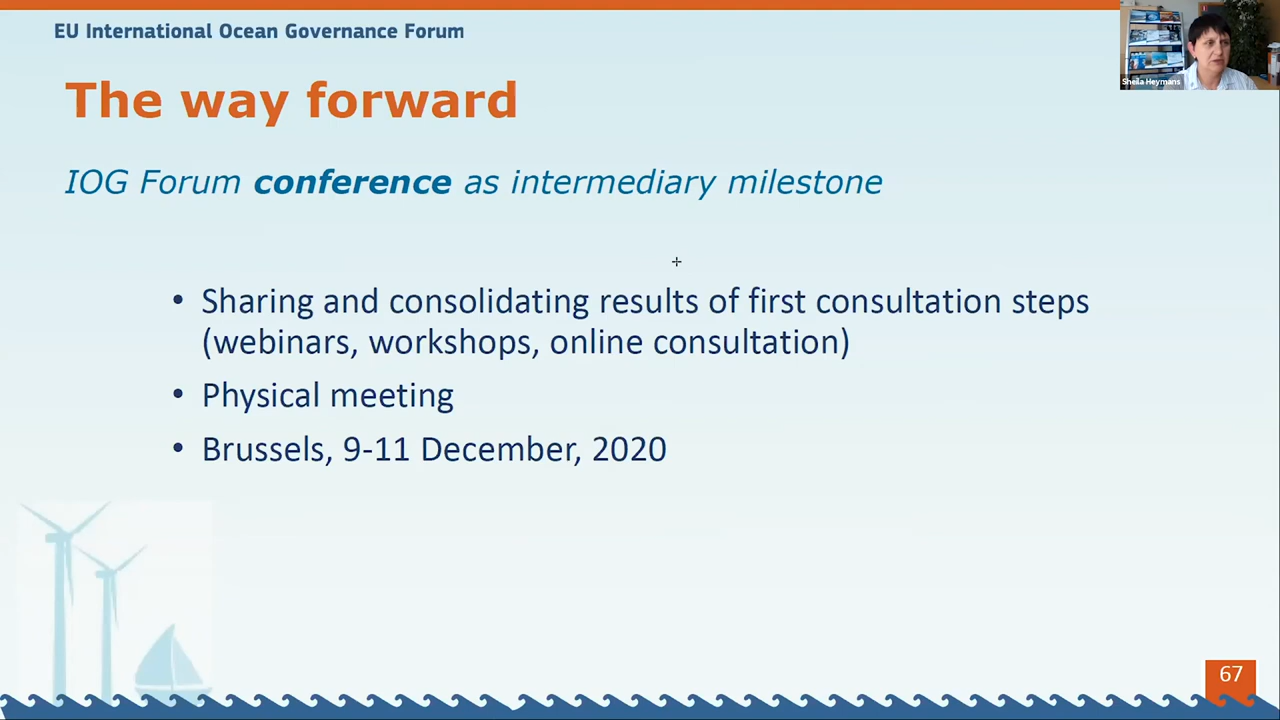 EU International Ocean Governance Forum
Sheila Heymans
The way forward
IOG Forum conference as intermediary milestone
• Sharing and consolidating results of first consultation steps
(webinars, workshops, online consultation)
• Physical meeting
• Brussels, 9-11 December, 2020
67